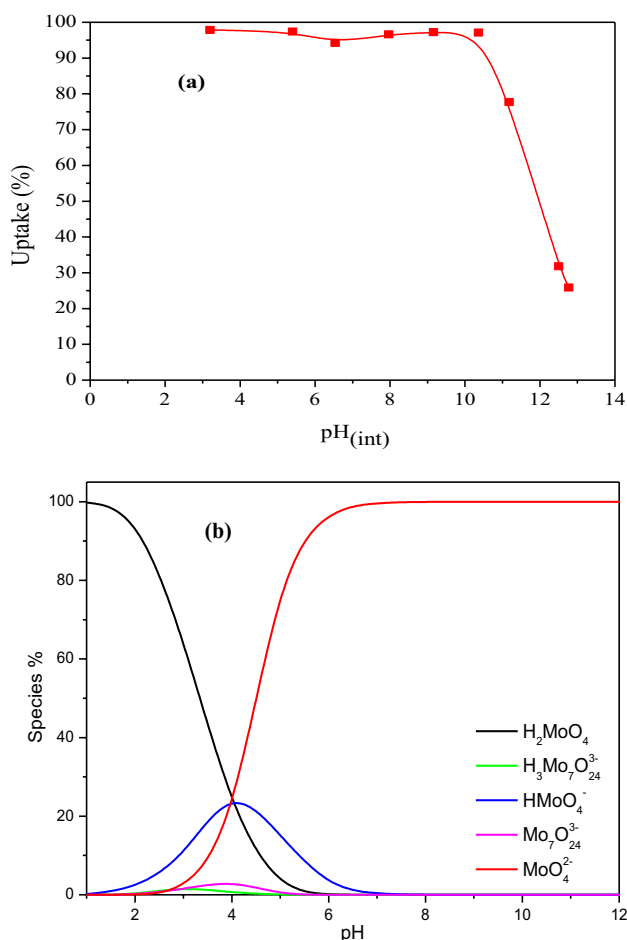 100
90
80
70
60
50
40
30
20
10
0
Uptake (%)
(a)
0 2 4 6 8 10 12 14
pH(int)
100
80
60
40
20
0
Species %
(b)
H₂MoO₄
H₃Mo₇O₂₄³⁻
HMoO₄⁻
Mo₇O₂₄³⁻
MoO₄²⁻
2 4 6 8 10 12
pH